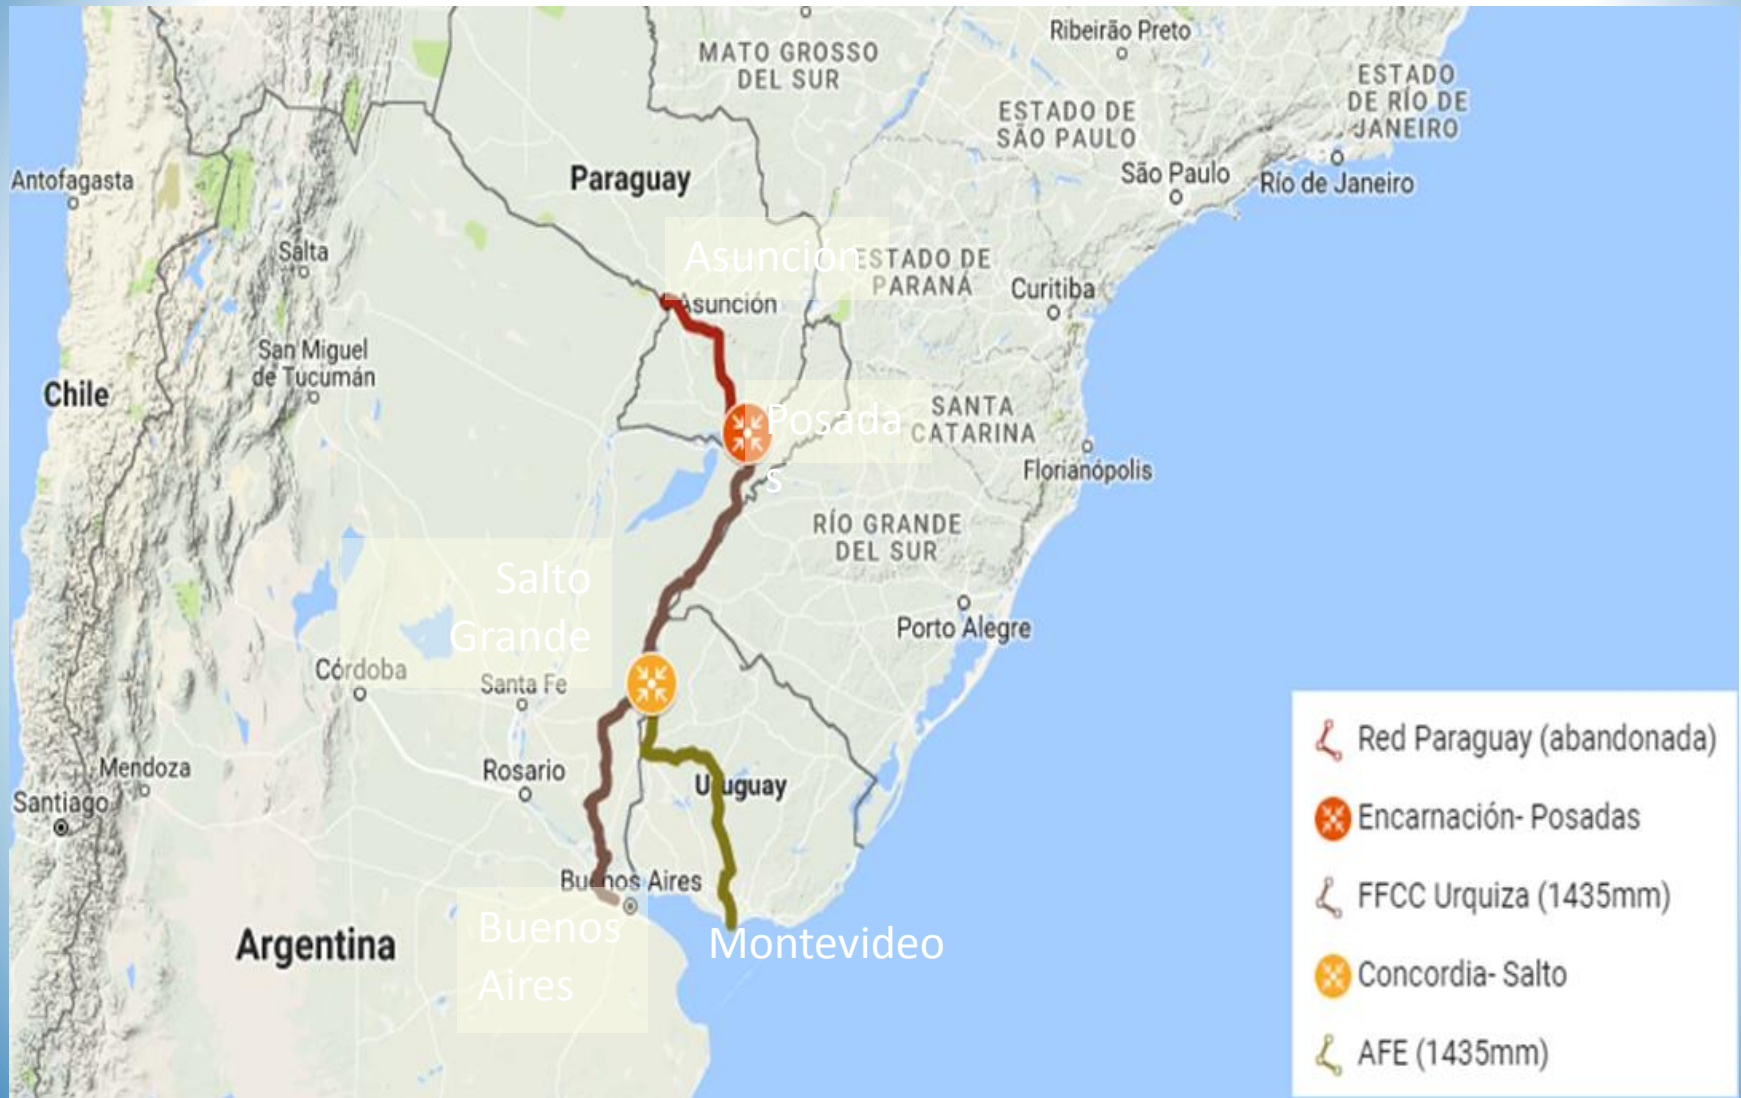 Ribeirão Preto
MATO GROSSO
DEL SUR
ESTADO
DE RÍO DE
JANEIRO
ESTADO DE
SÃO PAULO
Antofagasta
Paraguay
São Paulo
Río de Janeiro
Salta
Asunción
ESTADO DE
PARANÁ
Curitiba
Asunción
San Miguel
de Tucumán
Chile
Posada
s
SANTA
CATARINA
Florianópolis
RÍO GRANDE
DEL SUR
Salto
Grande
Porto Alegre
Córdoba
Santa Fe
Mendoza
Rosario
Uruguay
Santiago
Buenos Aires
Buenos
Aires
Argentina
Montevideo
Red Paraguay (abandonada)
Encarnación- Posadas
FFCC Urquiza (1435mm)
Concordia- Salto
AFE (1435mm)